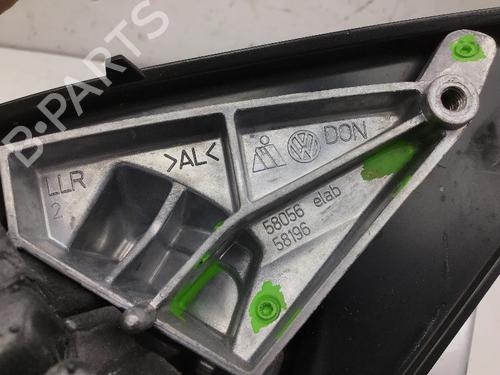 B-PARTS
LLR
2
>AL<
DON
58056 elab
58196